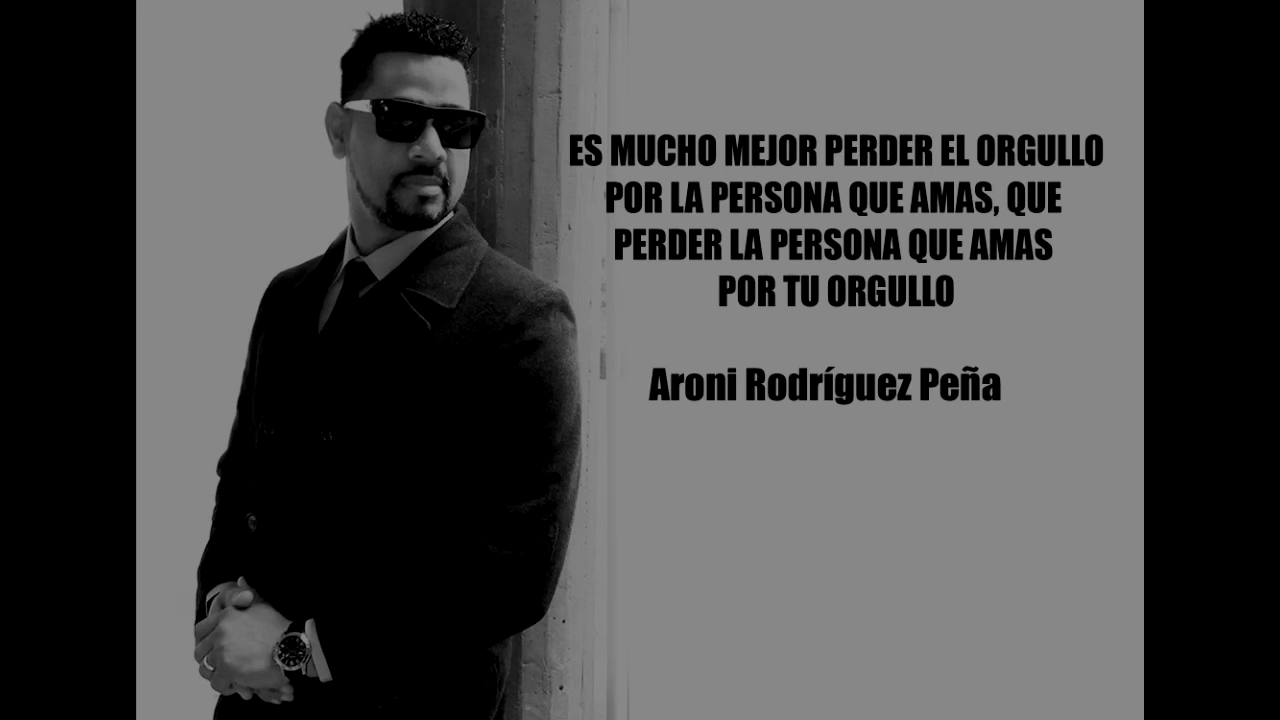 ES MUCHO MEJOR PERDER EL ORGULLO
POR LA PERSONA QUE AMAS, QUE
PERDER LA PERSONA QUE AMAS
POR TU ORGULLO
Aroni Rodríguez Peña